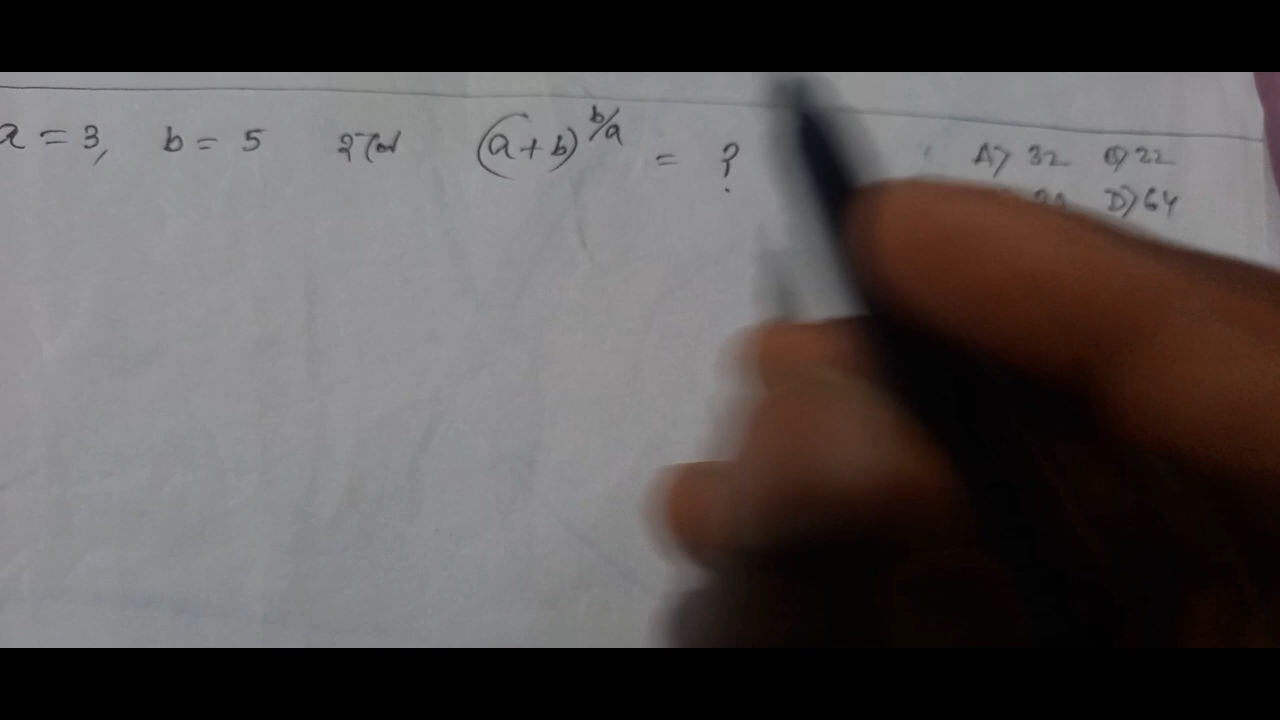 a = 3, b = 5 হলে (a+b)^b/a = ? A> 32 B> 22
D> 64